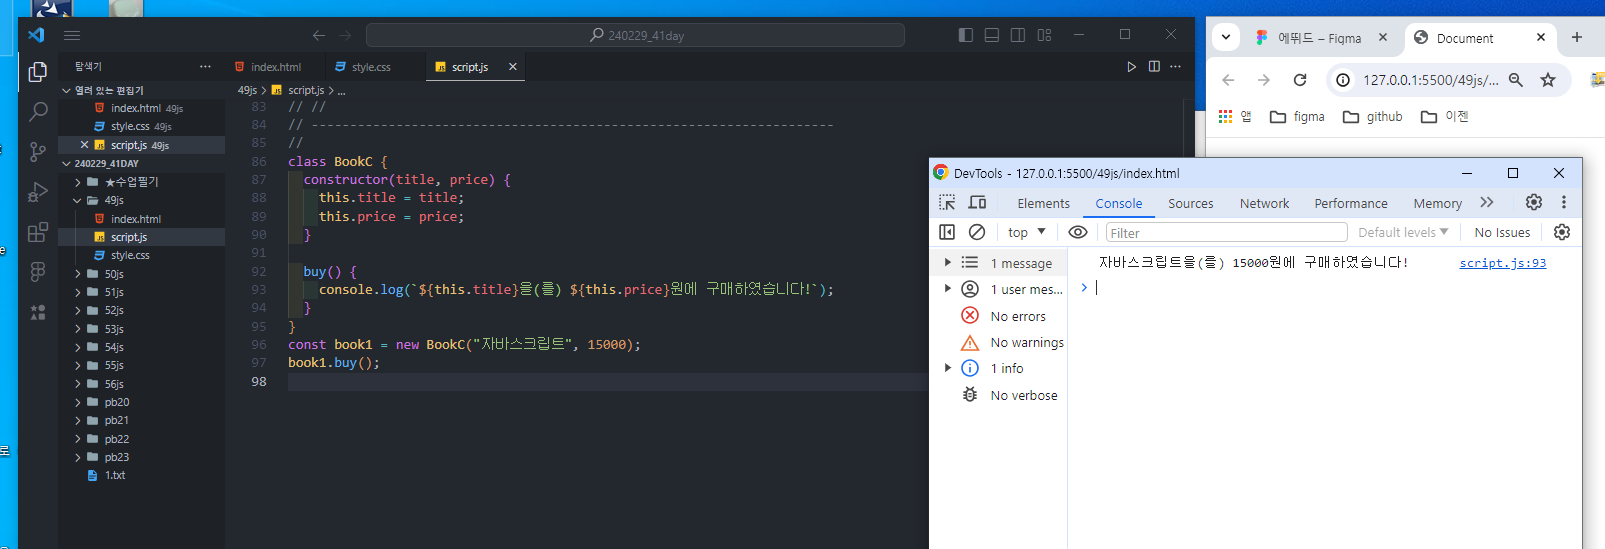 240229_41day
탐색기
index.html
style.css
script.js
열려 있는 편집기
index.html 49js
style.css 49js
script.js 49js
240229_41DAY
★수업필기
49js
index.html
script.js
style.css
50js
51js
52js
53js
54js
55js
56js
pb20
pb21
pb22
pb23
1.txt
49js > script.js > ...
83 // //
84 // --------------------------------------------------------------------
85 //
86 class BookC {
87 constructor(title, price) {
88 this.title = title;
89 this.price = price;
90 }
91
92 buy() {
93 console.log(`${this.title}을(를) ${this.price}원에 구매하였습니다!`);
94 }
95 }
96 const book1 = new BookC("자바스크립트", 15000);
97 book1.buy();
98
에뛰드 – Figma
Document
127.0.0.1:5500/49js/...
앱
figma
github
이젠
DevTools - 127.0.0.1:5500/49js/index.html
Elements
Console
Sources
Network
Performance
Memory
top
Filter
Default levels
No Issues
1 message
1 user mes...
No errors
No warnings
1 info
No verbose
자바스크립트을(를) 15000원에 구매하였습니다!
script.js:93
로